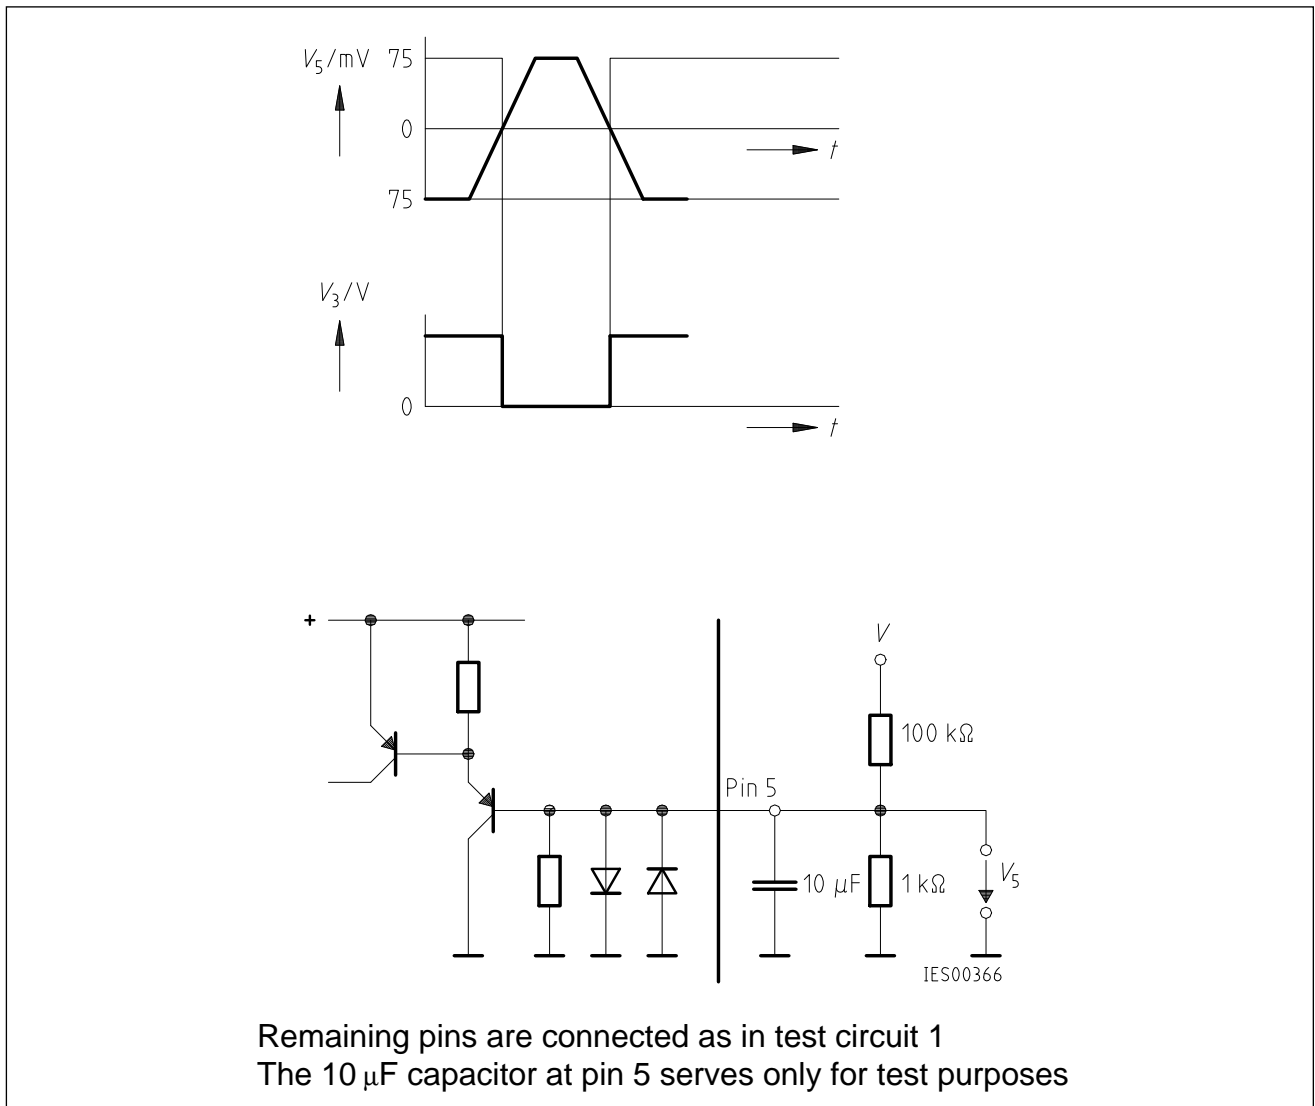 V5/mV 75
0
t
75
V3/V
0
t
+
V
100 kΩ
Pin 5
10 µF
1 kΩ
V5
IES00366
Remaining pins are connected as in test circuit 1
The 10 µF capacitor at pin 5 serves only for test purposes